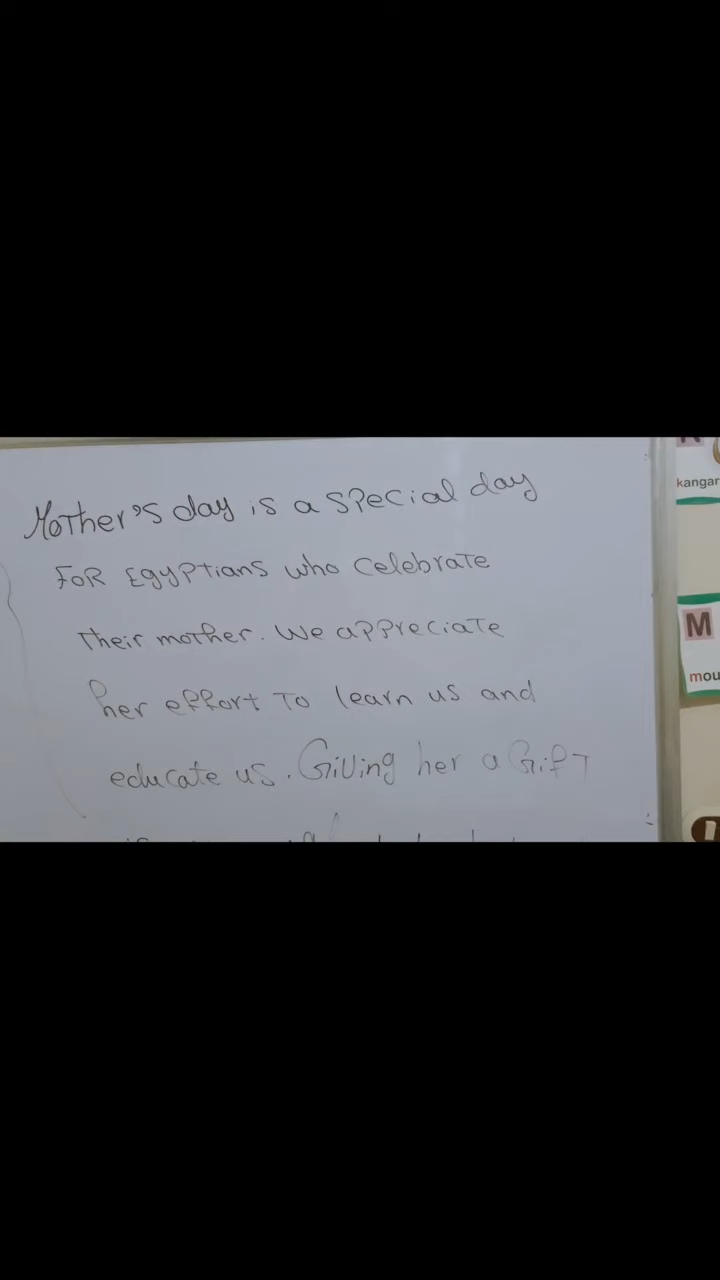 Mother's day is a special day
FOR Egyptians who celebrate
Their mother. We appreciate
her effort To learn us and
educate us. Giving her a Gift
kangar
M
mou